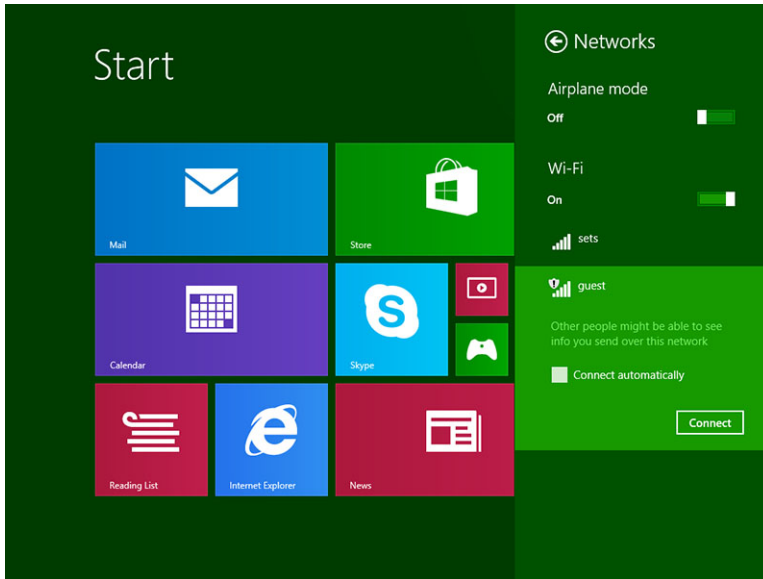 Start
Mail
Store
Calendar
Skype
Reading List
Internet Explorer
News
Networks
Airplane mode
Off
Wi-Fi
On
sets
guest
Other people might be able to see
info you send over this network
Connect automatically
Connect